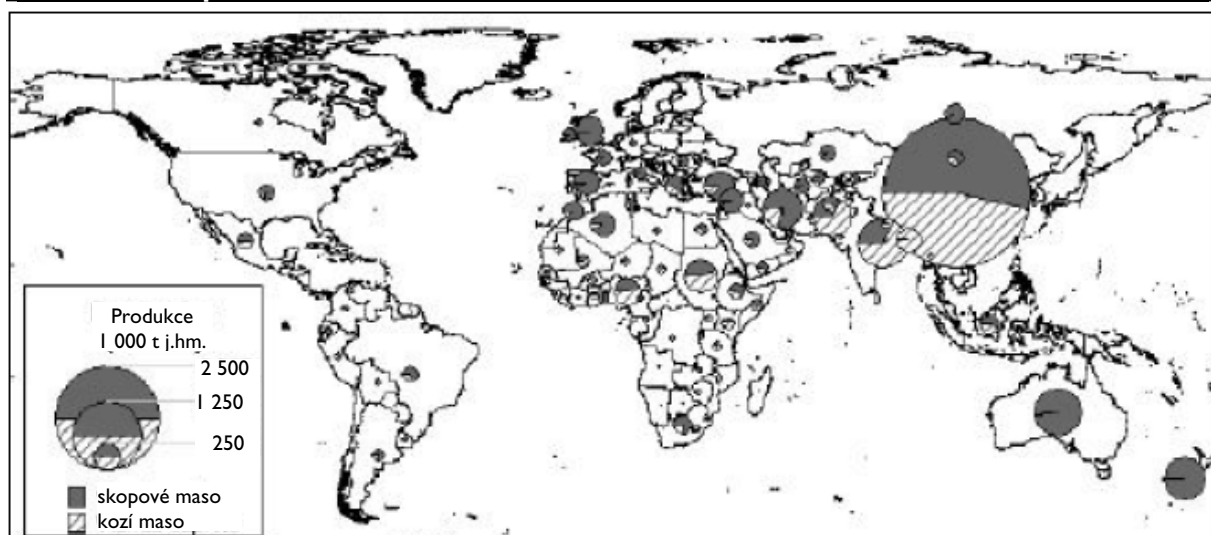 Produkce
1 000 t j.hm.
2 500
1 250
250
skopové maso
kozí maso